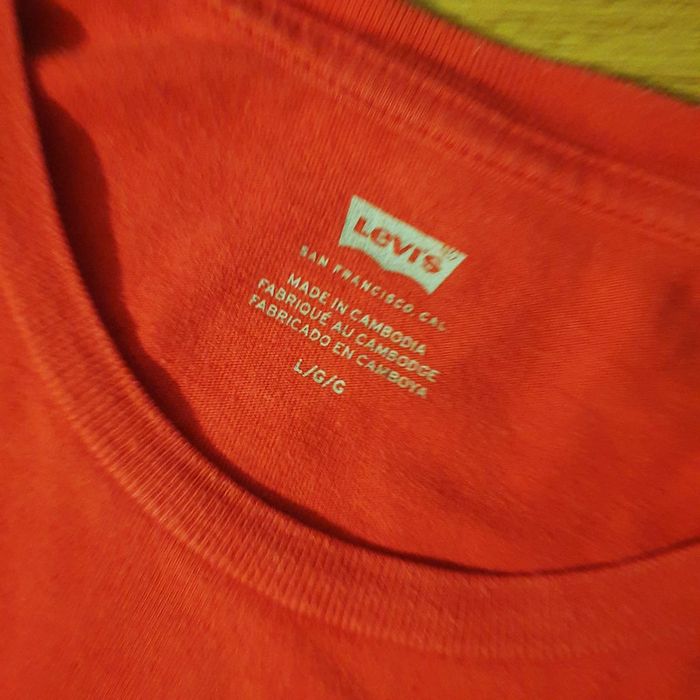 Levi's
SAN FRANCISCO, CAL
MADE IN CAMBODIA
FABRIQUÉ AU CAMBODGE
FABRICADO EN CAMBOYA
L/G/G